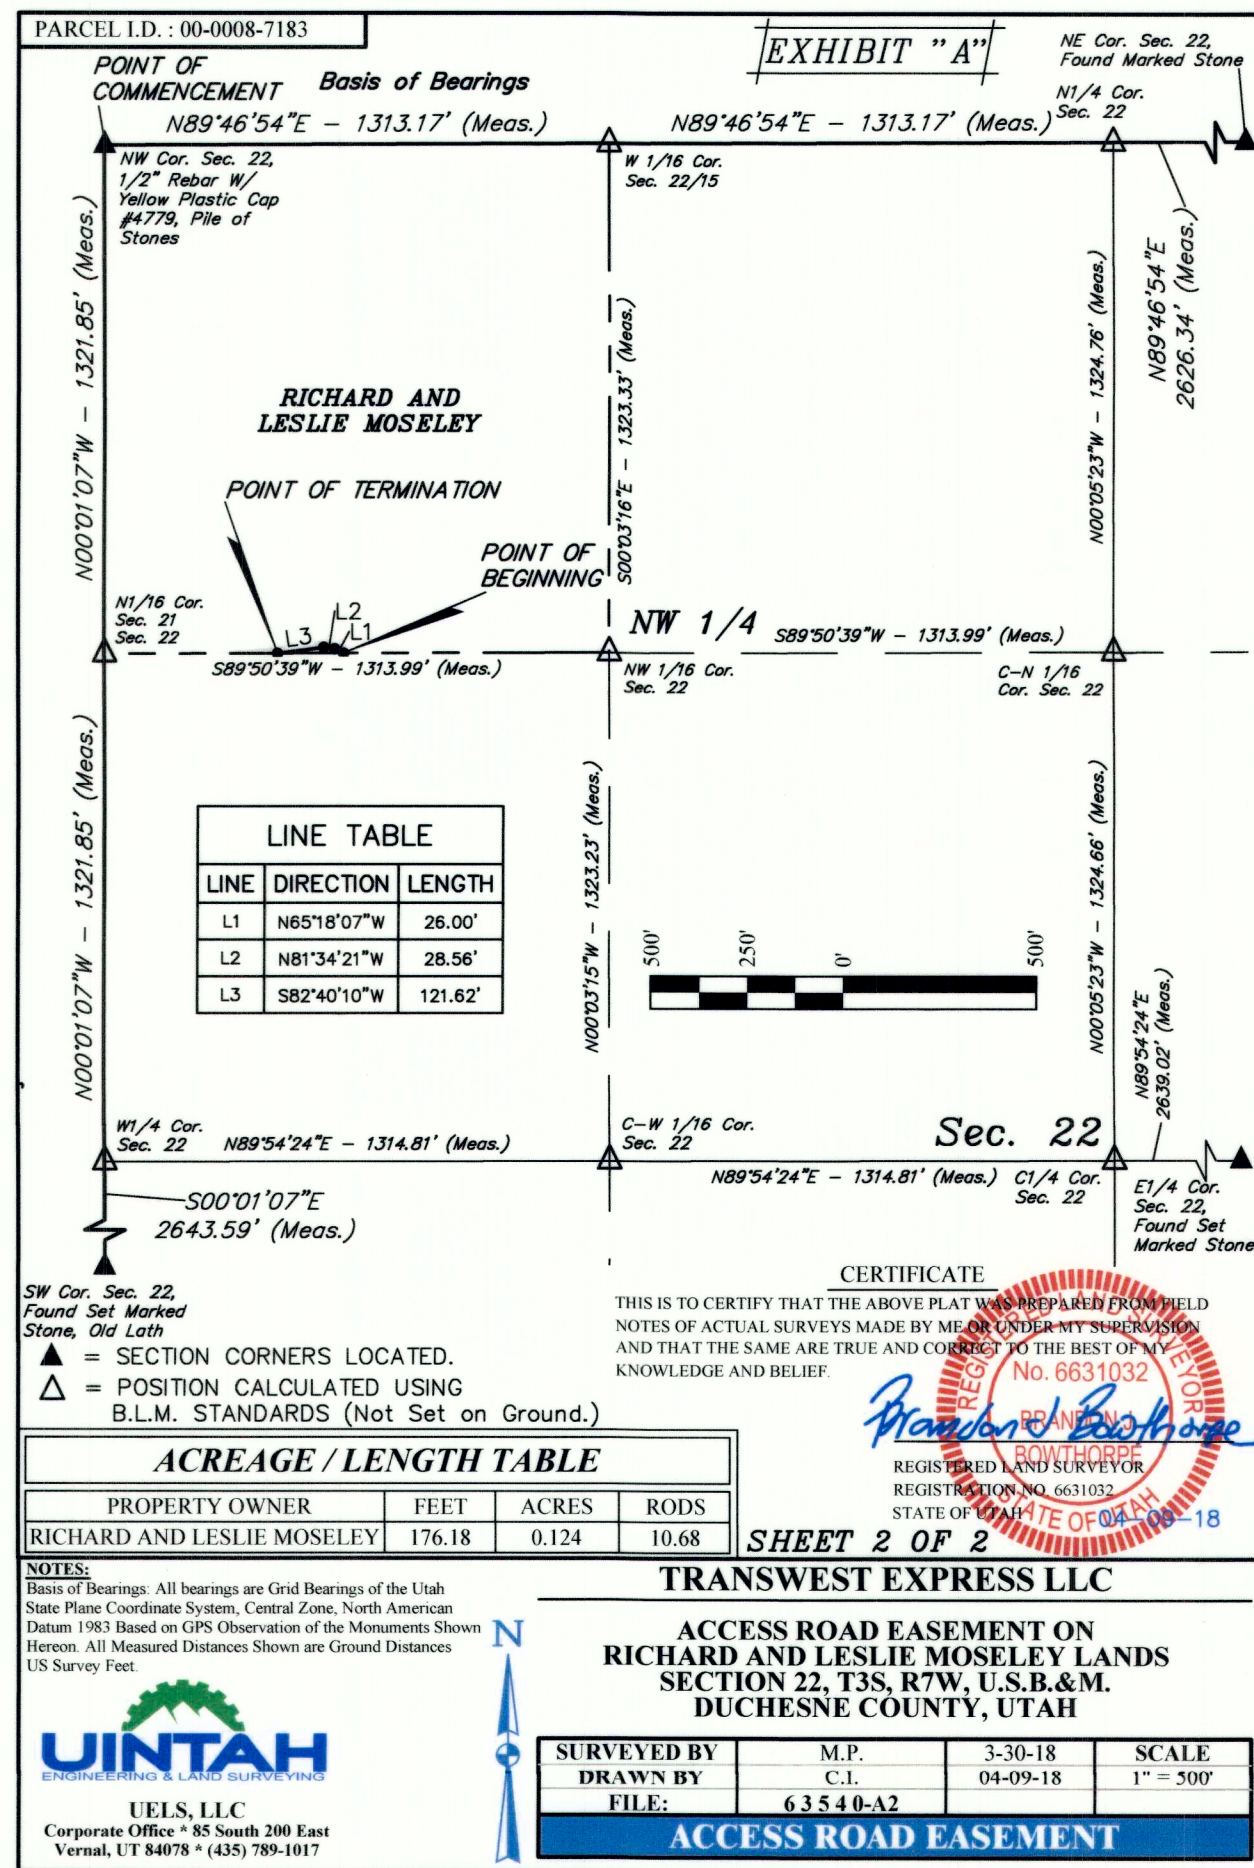 PARCEL I.D. : 00-0008-7183
EXHIBIT "A"
POINT OF
COMMENCEMENT
Basis of Bearings
N89°46'54"E - 1313.17' (Meas.)
N89°46'54"E - 1313.17' (Meas.)
NE Cor. Sec. 22,
Found Marked Stone
N1/4 Cor.
Sec. 22
NW Cor. Sec. 22,
1/2" Rebar W/
Yellow Plastic Cap
#4779, Pile of
Stones
W 1/16 Cor.
Sec. 22/15
N00°01'07"W - 1321.85' (Meas.)
S00°03'16"E - 1323.33' (Meas.)
N00°05'23"W - 1324.76' (Meas.)
N89°46'54"E
2626.34' (Meas.)
RICHARD AND
LESLIE MOSELEY
POINT OF TERMINATION
POINT OF
BEGINNING
N1/16 Cor.
Sec. 21
Sec. 22
L3
L2
L1
NW 1/4
S89°50'39"W - 1313.99' (Meas.)
S89°50'39"W - 1313.99' (Meas.)
NW 1/16 Cor.
Sec. 22
C-N 1/16
Cor. Sec. 22
N00°01'07"W - 1321.85' (Meas.)
LINE TABLE
LINE DIRECTION LENGTH
L1 N65°18'07"W 26.00'
L2 N81°34'21"W 28.56'
L3 S82°40'10"W 121.62'
N00°03'15"W - 1323.23' (Meas.)
500' 250' 0' 500'
N00°05'23"W - 1324.66' (Meas.)
N89°54'24"E
2639.02' (Meas.)
W1/4 Cor.
Sec. 22
N89°54'24"E - 1314.81' (Meas.)
C-W 1/16 Cor.
Sec. 22
Sec. 22
N89°54'24"E - 1314.81' (Meas.)
C1/4 Cor.
Sec. 22
E1/4 Cor.
Sec. 22,
Found Set
Marked Stone
S00°01'07"E
2643.59' (Meas.)
SW Cor. Sec. 22,
Found Set Marked
Stone, Old Lath
▲ = SECTION CORNERS LOCATED.
△ = POSITION CALCULATED USING
B.L.M. STANDARDS (Not Set on Ground.)
CERTIFICATE
THIS IS TO CERTIFY THAT THE ABOVE PLAT WAS PREPARED FROM FIELD
NOTES OF ACTUAL SURVEYS MADE BY ME OR UNDER MY SUPERVISION
AND THAT THE SAME ARE TRUE AND CORRECT TO THE BEST OF MY
KNOWLEDGE AND BELIEF.
REGISTERED LAND SURVEYOR
No. 6631032
BRANDON J.
BOWTHORPE
STATE OF UTAH
Brandon J Bowthorpe
REGISTERED LAND SURVEYOR
REGISTRATION NO. 6631032
STATE OF UTAH
04-09-18
ACREAGE / LENGTH TABLE
PROPERTY OWNER FEET ACRES RODS
RICHARD AND LESLIE MOSELEY 176.18 0.124 10.68
SHEET 2 OF 2
NOTES:
Basis of Bearings: All bearings are Grid Bearings of the Utah
State Plane Coordinate System, Central Zone, North American
Datum 1983 Based on GPS Observation of the Monuments Shown
Hereon. All Measured Distances Shown are Ground Distances
US Survey Feet.
N
UINTAH
ENGINEERING & LAND SURVEYING
UELS, LLC
Corporate Office * 85 South 200 East
Vernal, UT 84078 * (435) 789-1017
TRANSWEST EXPRESS LLC
ACCESS ROAD EASEMENT ON
RICHARD AND LESLIE MOSELEY LANDS
SECTION 22, T3S, R7W, U.S.B.&M.
DUCHESNE COUNTY, UTAH
SURVEYED BY M.P. 3-30-18 SCALE
DRAWN BY C.I. 04-09-18 1" = 500'
FILE: 6 3 5 4 0-A2
ACCESS ROAD EASEMENT